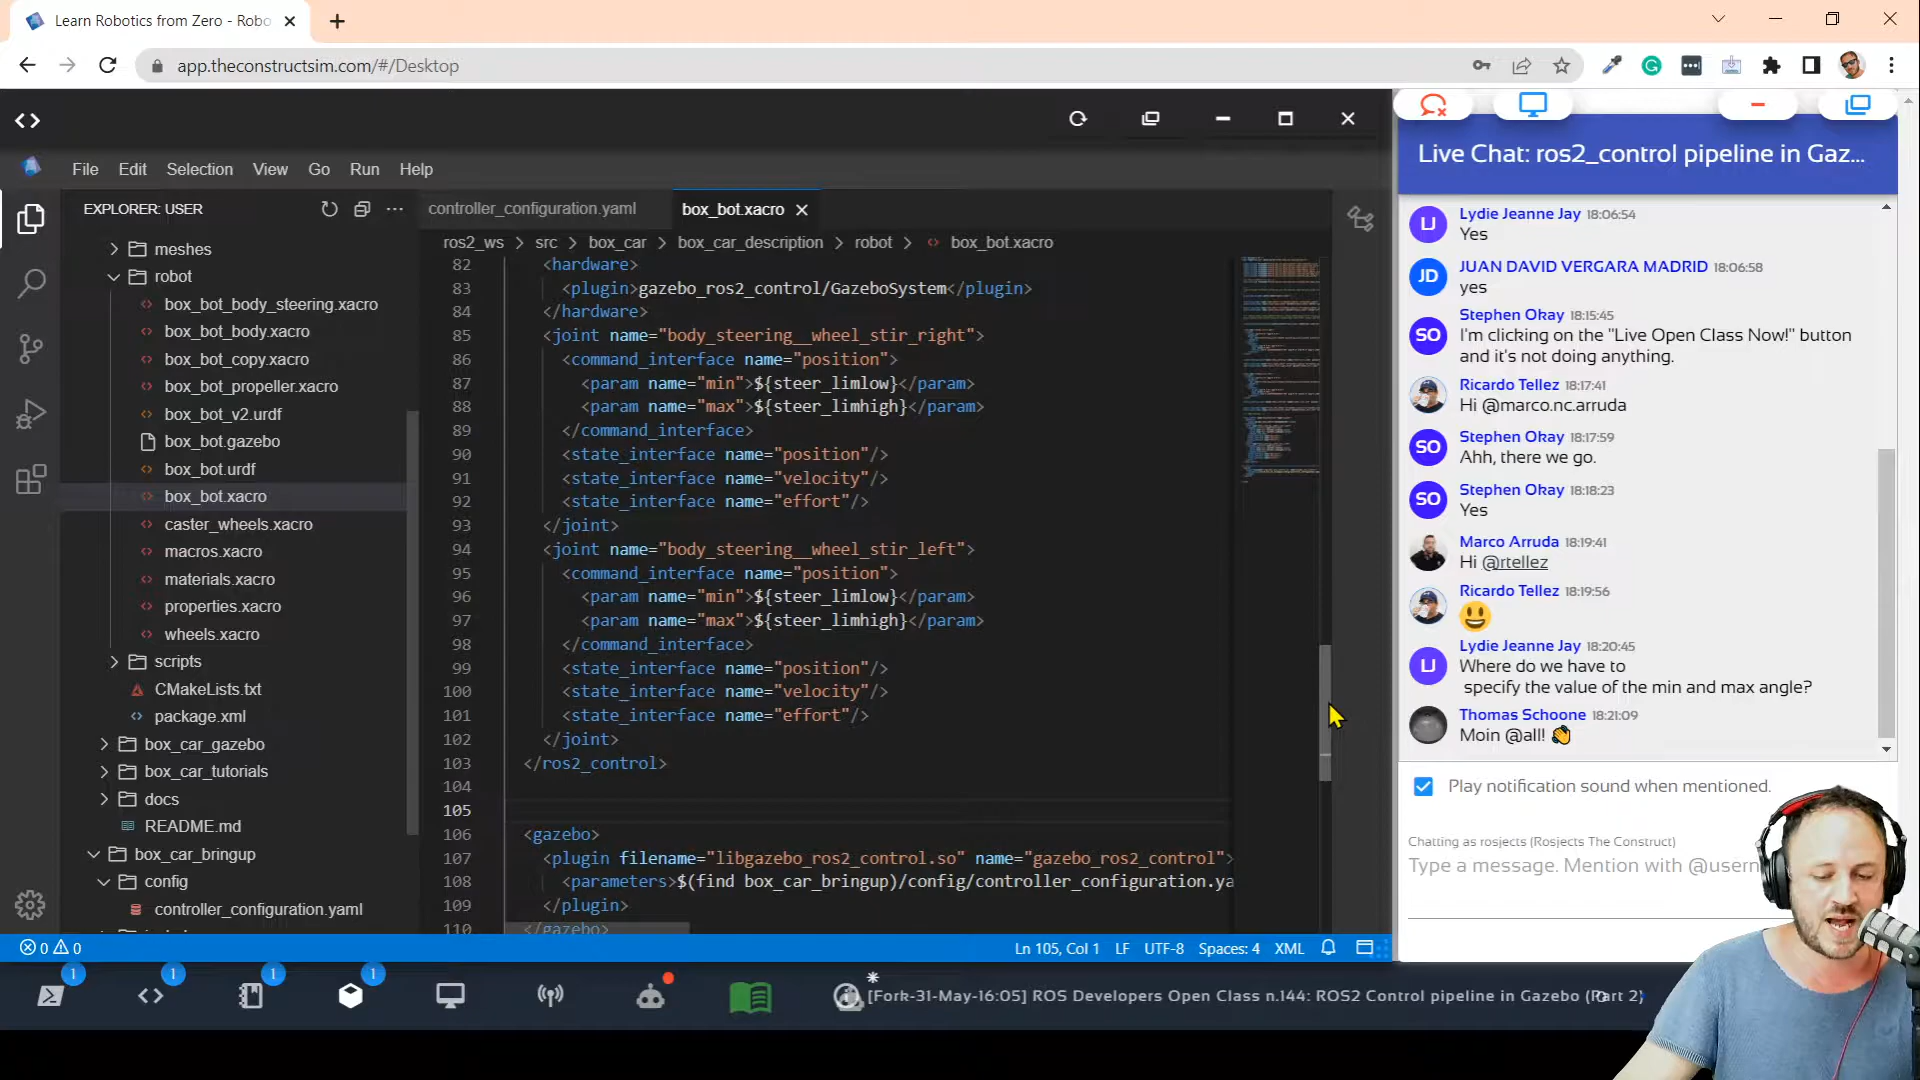 Learn Robotics from Zero - Robo
app.theconstructsim.com/#/Desktop
File Edit Selection View Go Run Help
EXPLORER: USER
meshes
robot
box_bot_body_steering.xacro
box_bot_body.xacro
box_bot_copy.xacro
box_bot_propeller.xacro
box_bot_v2.urdf
box_bot.gazebo
box_bot.urdf
box_bot.xacro
caster_wheels.xacro
macros.xacro
materials.xacro
properties.xacro
wheels.xacro
scripts
CMakeLists.txt
package.xml
box_car_gazebo
box_car_tutorials
docs
README.md
box_car_bringup
config
controller_configuration.yaml
controller_configuration.yaml box_bot.xacro
ros2_ws > src > box_car > box_car_description > robot > box_bot.xacro
82 <hardware>
83 <plugin>gazebo_ros2_control/GazeboSystem</plugin>
84 </hardware>
85 <joint name="body_steering__wheel_stir_right">
86 <command_interface name="position">
87 <param name="min">${steer_limlow}</param>
88 <param name="max">${steer_limhigh}</param>
89 </command_interface>
90 <state_interface name="position"/>
91 <state_interface name="velocity"/>
92 <state_interface name="effort"/>
93 </joint>
94 <joint name="body_steering__wheel_stir_left">
95 <command_interface name="position">
96 <param name="min">${steer_limlow}</param>
97 <param name="max">${steer_limhigh}</param>
98 </command_interface>
99 <state_interface name="position"/>
100 <state_interface name="velocity"/>
101 <state_interface name="effort"/>
102 </joint>
103 </ros2_control>
104
105
106 <gazebo>
107 <plugin filename="libgazebo_ros2_control.so" name="gazebo_ros2_control">
108 <parameters>$(find box_car_bringup)/config/controller_configuration.ya
109 </plugin>
110 </gazebo>
0 0 Ln 105, Col 1 LF UTF-8 Spaces: 4 XML
Live Chat: ros2_control pipeline in Gaz...
LJ Lydie Jeanne Jay 18:06:54
Yes
JD JUAN DAVID VERGARA MADRID 18:06:58
yes
SO Stephen Okay 18:15:45
I'm clicking on the "Live Open Class Now!" button
and it's not doing anything.
Ricardo Tellez 18:17:41
Hi @marco.nc.arruda
SO Stephen Okay 18:17:59
Ahh, there we go.
SO Stephen Okay 18:18:23
Yes
Marco Arruda 18:19:41
Hi @rtellez
Ricardo Tellez 18:19:56
LJ Lydie Jeanne Jay 18:20:45
Where do we have to
specify the value of the min and max angle?
Thomas Schoone 18:21:09
Moin @all!
Play notification sound when mentioned.
Chatting as rosjects (Rosjects The Construct)
Type a message. Mention with @usern
1 1 1 1
[Fork-31-May-16:05] ROS Developers Open Class n.144: ROS2 Control pipeline in Gazebo (Part 2)